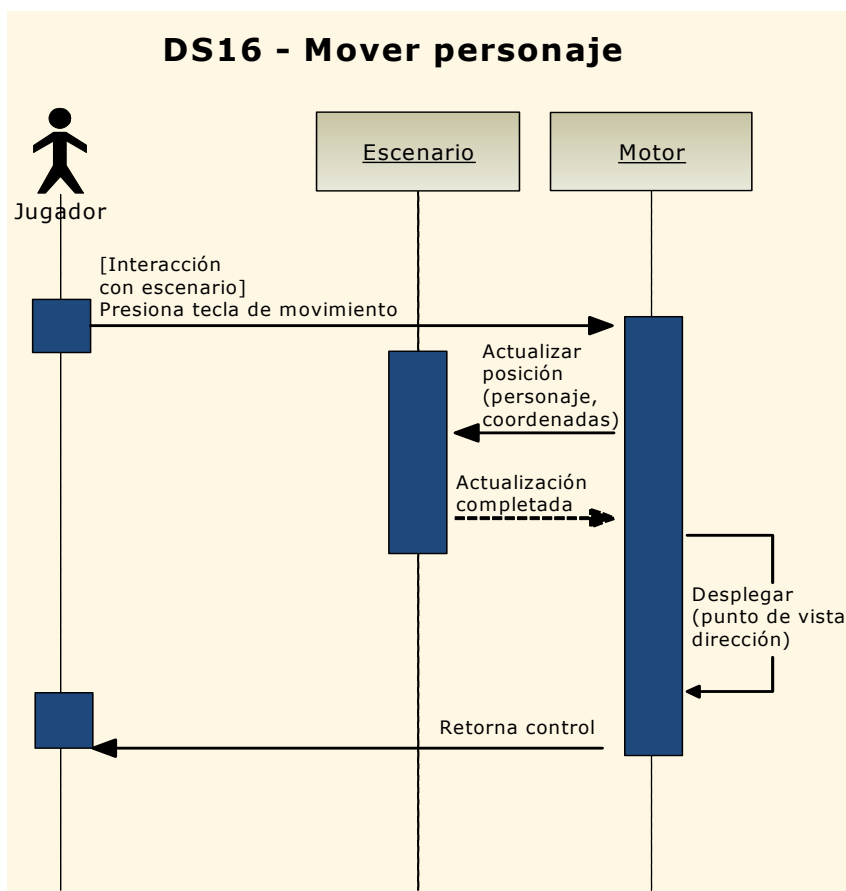 DS16 - Mover personaje
Escenario
Motor
Jugador
[Interacción
con escenario]
Presiona tecla de movimiento
Actualizar
posición
(personaje,
coordenadas)
Actualización
completada
Desplegar
(punto de vista
dirección)
Retorna control